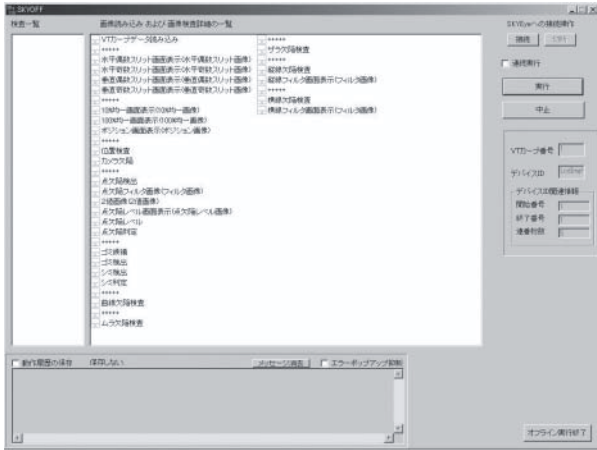 SKYOFF
検査一覧
画像読み込み および 画像検査詳細の一覧
VTカーブデータ読み込み
*****
水平偶数スリット画面表示(水平偶数スリット画像)
水平奇数スリット画面表示(水平奇数スリット画像)
垂直偶数スリット画面表示(垂直偶数スリット画像)
垂直奇数スリット画面表示(垂直奇数スリット画像)
*****
10%均一画面表示(10%均一画像)
100%均一画面表示(100%均一画像)
ポジション画面表示(ポジション画像)
*****
位置検査
カメラ欠陥
*****
点欠陥検出
点欠陥フィルタ画像(フィルタ画像)
2値画像(2値画像)
点欠陥レベル画面表示(点欠陥レベル画像)
点欠陥レベル
点欠陥判定
*****
ゴミ候補
ゴミ検出
シミ検出
シミ判定
*****
曲線欠陥検査
*****
ムラ欠陥検査
*****
ザラ欠陥検査
*****
縦線欠陥検査
縦線フィルタ画面表示(フィルタ画像)
*****
横線欠陥検査
横線フィルタ画面表示(フィルタ画像)
SKYEyeへの接続操作
接続
連続実行
実行
中止
VTカーブ番号
デバイスID
デバイスID関連情報
開始番号
終了番号
連番桁数
動作履歴の保存
保存しない
メッセージ消去
エラーポップアップ抑制
オフライン実行終了